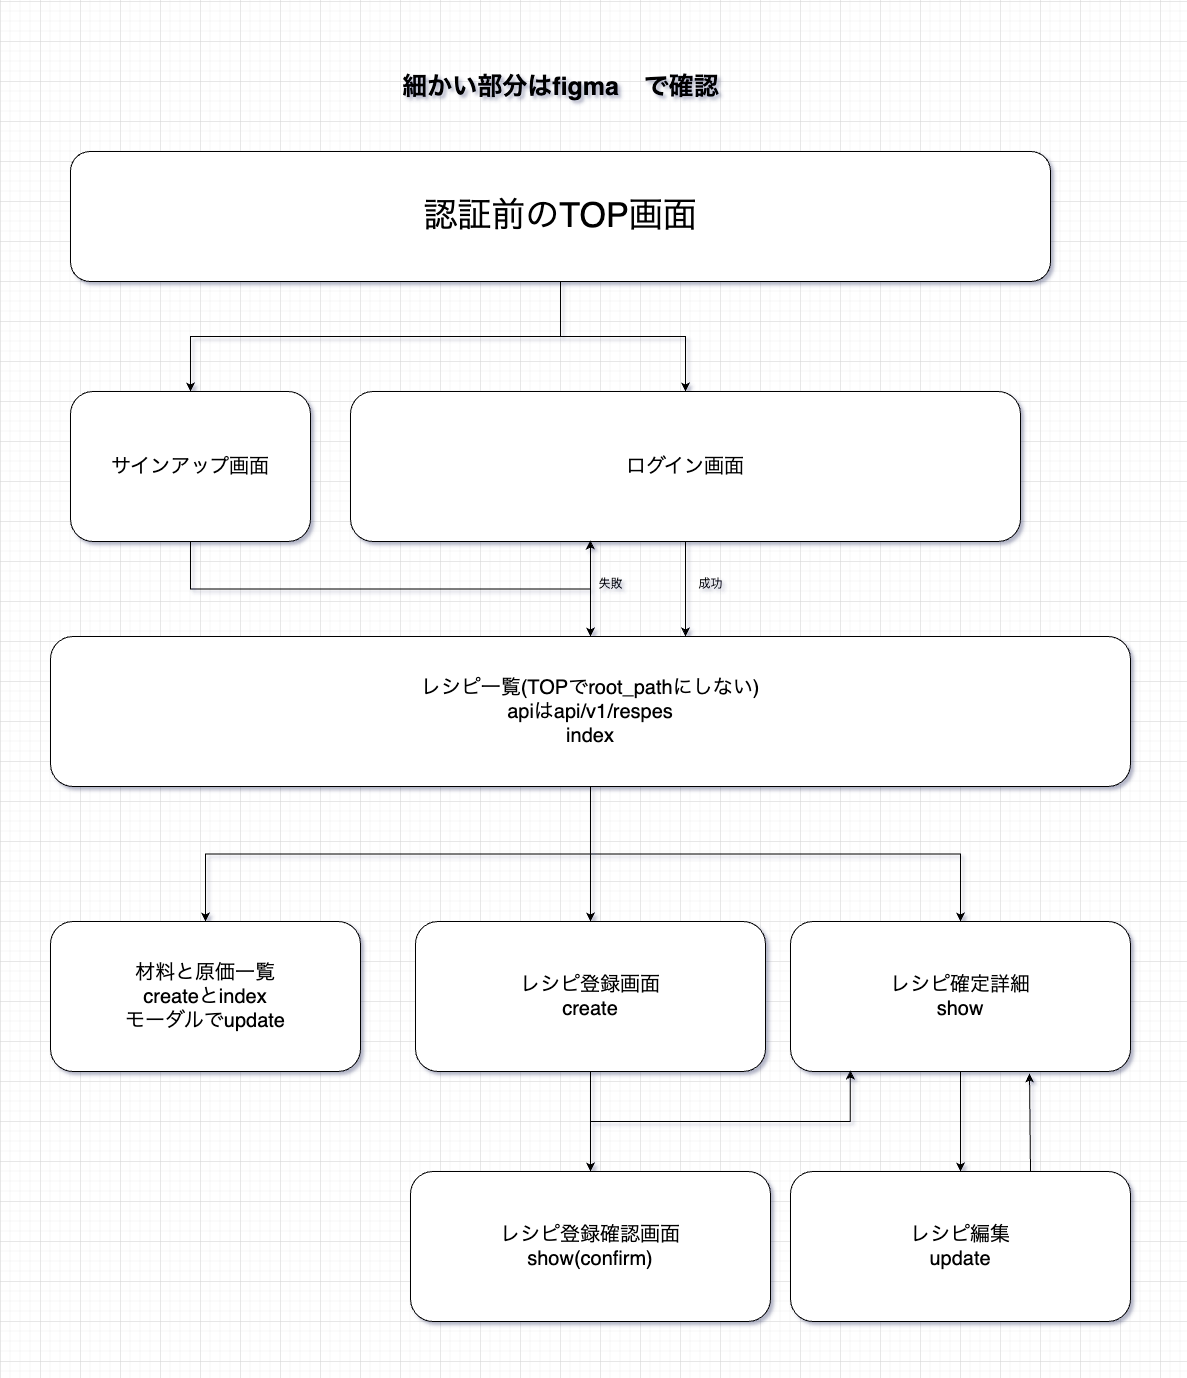 細かい部分はfigma　で確認
認証前のTOP画面
サインアップ画面
ログイン画面
失敗
成功
レシピ一覧(TOPでroot_pathにしない)
apiはapi/v1/respes
index
材料と原価一覧
createとindex
モーダルでupdate
レシピ登録画面
create
レシピ確定詳細
show
レシピ登録確認画面
show(confirm)
レシピ編集
update